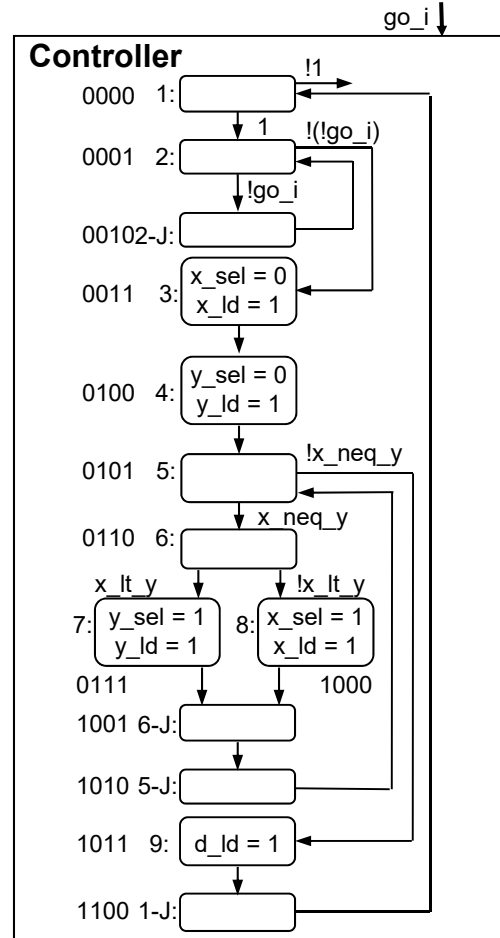 go_i
Controller
!1
0000 1:
1
!(!go_i)
0001 2:
!go_i
00102-J:
x_sel = 0
0011 3:
x_ld = 1
y_sel = 0
0100 4:
y_ld = 1
!x_neq_y
0101 5:
x_neq_y
0110 6:
x_lt_y !x_lt_y
7: y_sel = 1 8: x_sel = 1
y_ld = 1 x_ld = 1
0111 1000
1001 6-J:
1010 5-J:
1011 9: d_ld = 1
1100 1-J: